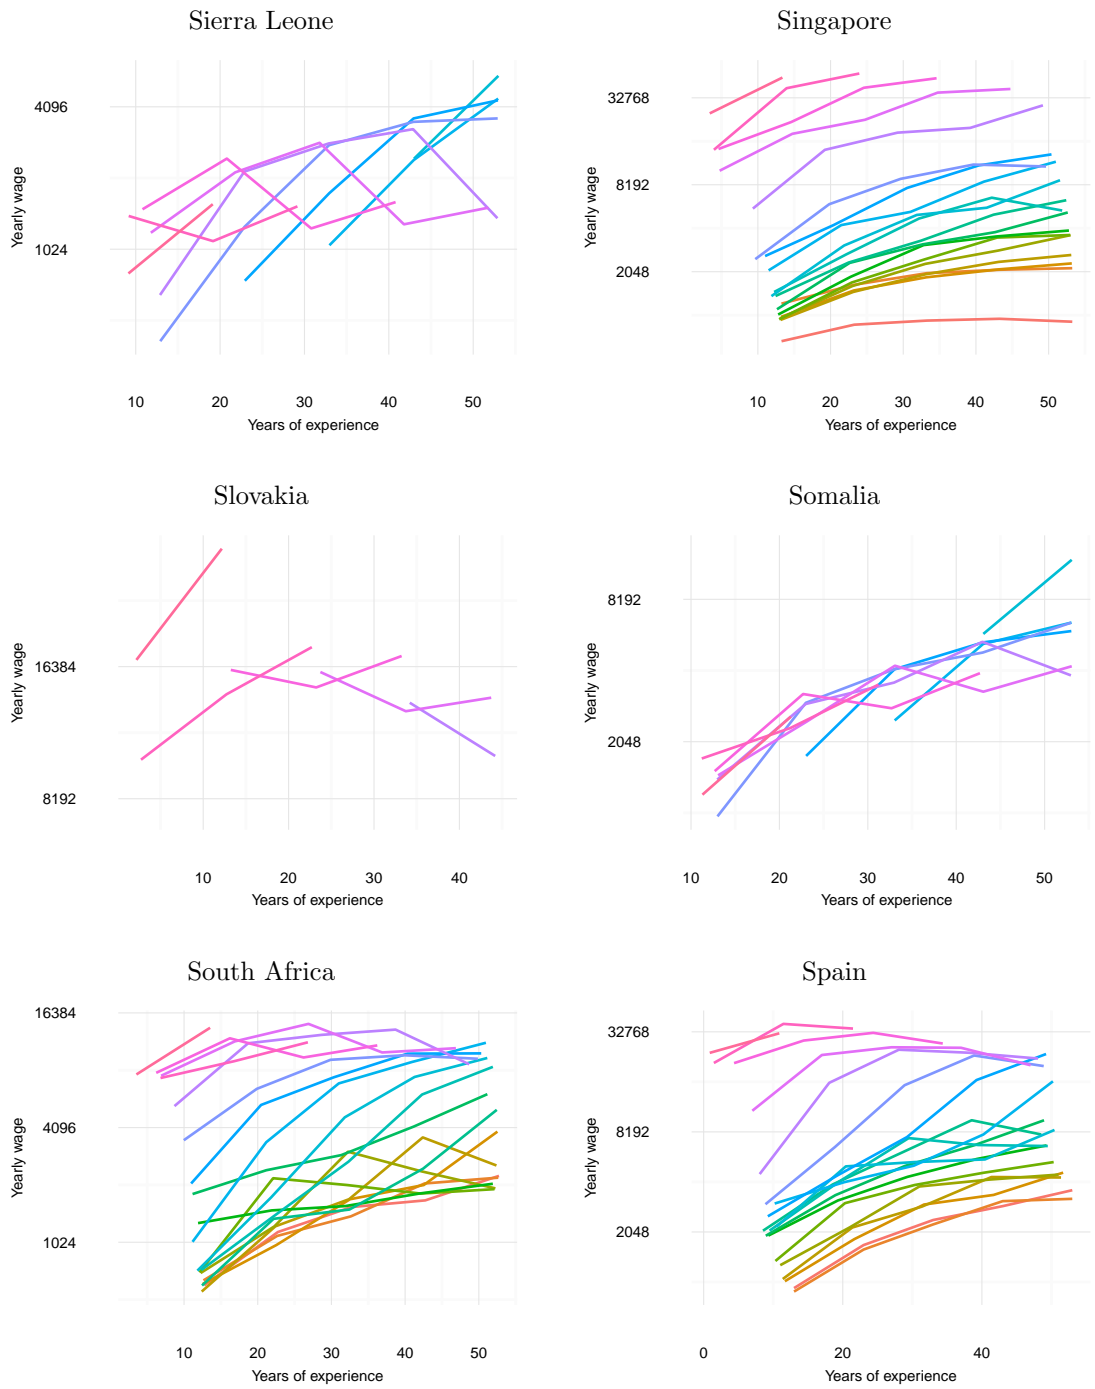 Sierra Leone
Yearly wage
4096
1024
10 20 30 40 50
Years of experience
Singapore
Yearly wage
32768
8192
2048
10 20 30 40 50
Years of experience
Slovakia
Yearly wage
16384
8192
10 20 30 40
Years of experience
Somalia
Yearly wage
8192
2048
10 20 30 40 50
Years of experience
South Africa
Yearly wage
16384
4096
1024
10 20 30 40 50
Years of experience
Spain
Yearly wage
32768
8192
2048
0 20 40
Years of experience